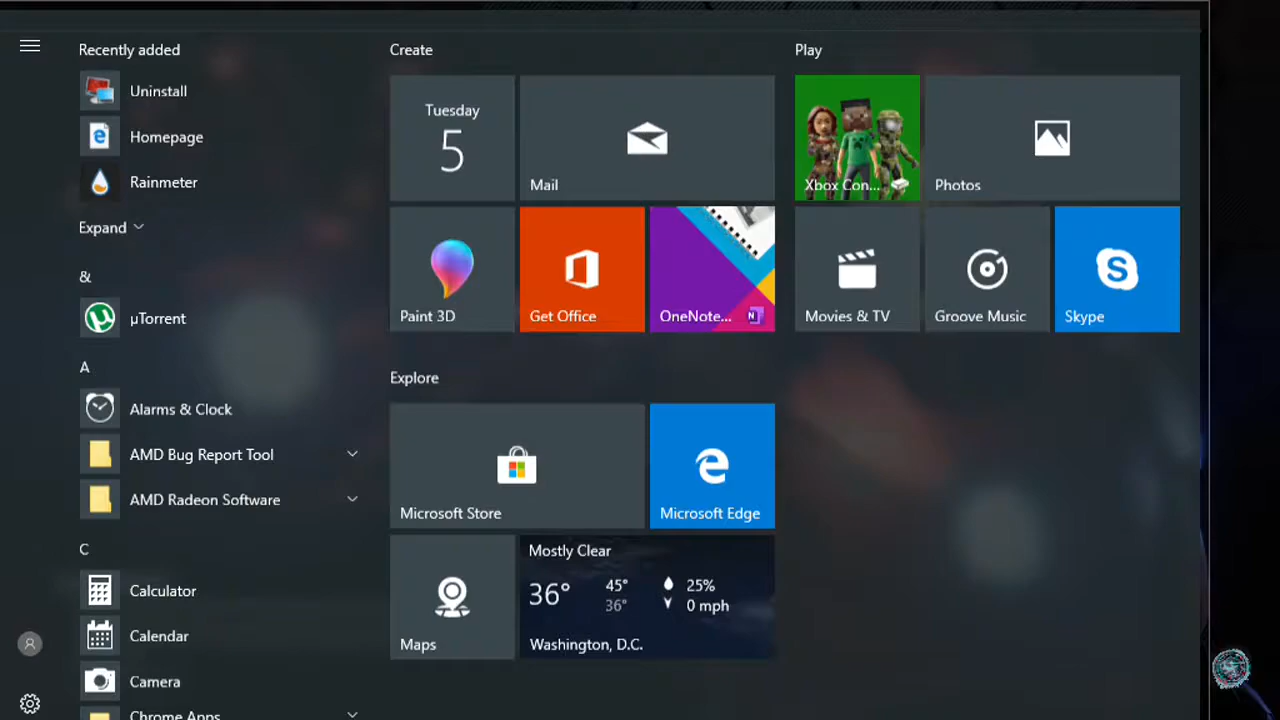 Recently added
Uninstall
Homepage
Rainmeter
Expand
&
µTorrent
A
Alarms & Clock
AMD Bug Report Tool
AMD Radeon Software
C
Calculator
Calendar
Camera
Chrome Apps
Create
Tuesday
5
Mail
Paint 3D
Get Office
OneNote...
N
Explore
Microsoft Store
Microsoft Edge
Maps
Mostly Clear
36° 45° 25%
36° 0 mph
Washington, D.C.
Play
Xbox Con...
Photos
Movies & TV
Groove Music
S
Skype